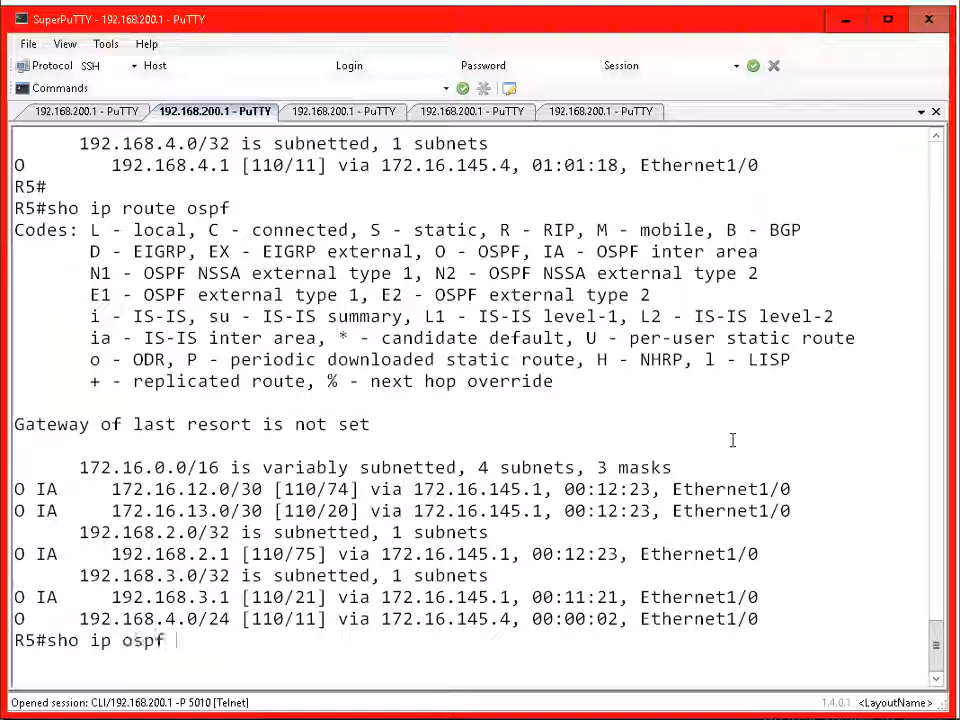 SuperPuTTY - 192.168.200.1 - PuTTY
File View Tools Help
Protocol SSH Host Login Password Session
Commands
192.168.200.1 - PuTTY 192.168.200.1 - PuTTY 192.168.200.1 - PuTTY 192.168.200.1 - PuTTY 192.168.200.1 - PuTTY
192.168.4.0/32 is subnetted, 1 subnets
O 192.168.4.1 [110/11] via 172.16.145.4, 01:01:18, Ethernet1/0
R5#
R5#sho ip route ospf
Codes: L - local, C - connected, S - static, R - RIP, M - mobile, B - BGP
D - EIGRP, EX - EIGRP external, O - OSPF, IA - OSPF inter area
N1 - OSPF NSSA external type 1, N2 - OSPF NSSA external type 2
E1 - OSPF external type 1, E2 - OSPF external type 2
i - IS-IS, su - IS-IS summary, L1 - IS-IS level-1, L2 - IS-IS level-2
ia - IS-IS inter area, * - candidate default, U - per-user static route
o - ODR, P - periodic downloaded static route, H - NHRP, l - LISP
+ - replicated route, % - next hop override
Gateway of last resort is not set
172.16.0.0/16 is variably subnetted, 4 subnets, 3 masks
O IA 172.16.12.0/30 [110/74] via 172.16.145.1, 00:12:23, Ethernet1/0
O IA 172.16.13.0/30 [110/20] via 172.16.145.1, 00:12:23, Ethernet1/0
192.168.2.0/32 is subnetted, 1 subnets
O IA 192.168.2.1 [110/75] via 172.16.145.1, 00:12:23, Ethernet1/0
192.168.3.0/32 is subnetted, 1 subnets
O IA 192.168.3.1 [110/21] via 172.16.145.1, 00:11:21, Ethernet1/0
O 192.168.4.0/24 [110/11] via 172.16.145.4, 00:00:02, Ethernet1/0
R5#sho ip ospf
Opened session: CLI/192.168.200.1 -P 5010 [Telnet] 1.4.0.1 <LayoutName>